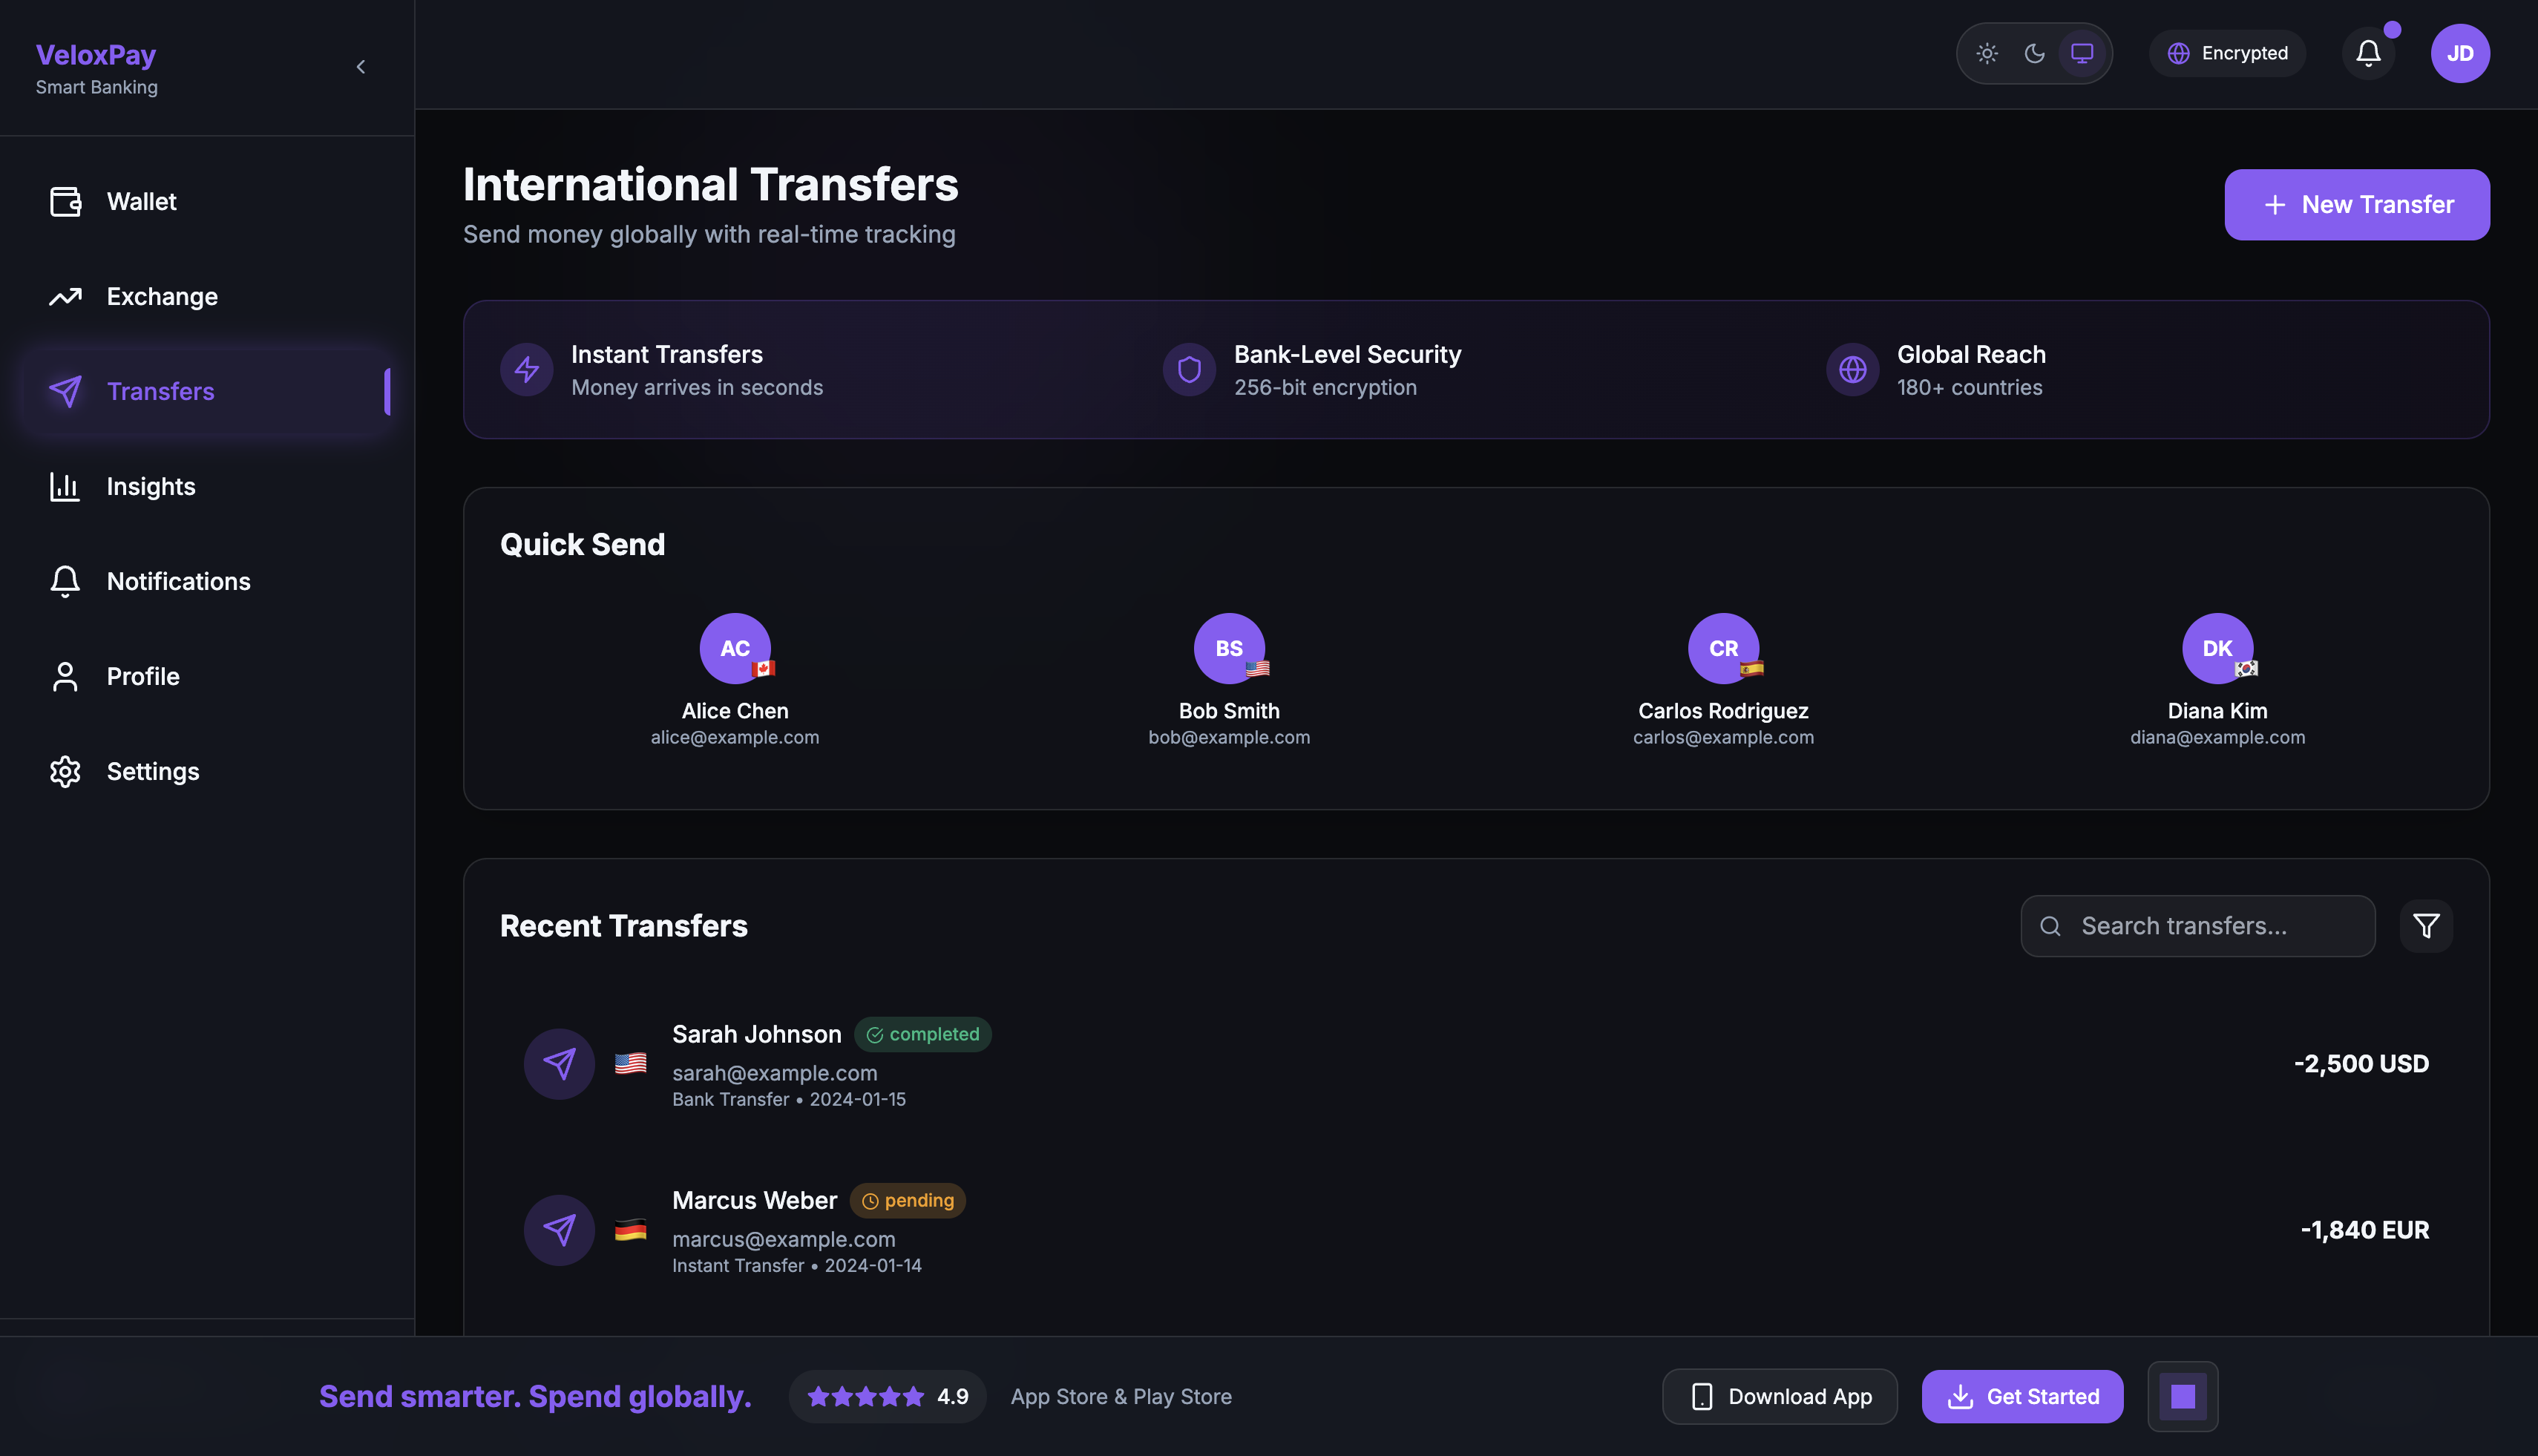 VeloxPay
Smart Banking
Wallet
Exchange
Transfers
Insights
Notifications
Profile
Settings
Encrypted
JD
International Transfers
Send money globally with real-time tracking
New Transfer
Instant Transfers
Money arrives in seconds
Bank-Level Security
256-bit encryption
Global Reach
180+ countries
Quick Send
AC
Alice Chen
alice@example.com
BS
Bob Smith
bob@example.com
CR
Carlos Rodriguez
carlos@example.com
DK
Diana Kim
diana@example.com
Recent Transfers
Search transfers...
Sarah Johnson completed
sarah@example.com
Bank Transfer • 2024-01-15
-2,500 USD
Marcus Weber pending
marcus@example.com
Instant Transfer • 2024-01-14
-1,840 EUR
Send smarter. Spend globally.
4.9
App Store & Play Store
Download App
Get Started